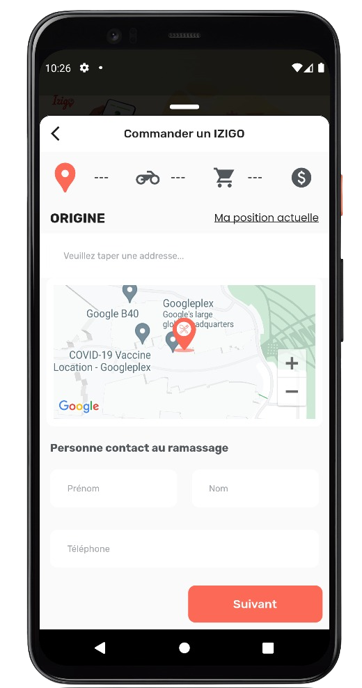 10:26
Izigo
Commander un IZIGO
---
---
---
$
ORIGINE
Ma position actuelle
Veuillez taper une addresse...
Googleplex
Google B40
Google's large
headquarters
COVID-19 Vaccine
Location - Googleplex
+
−
Google
Personne contact au ramassage
Prénom
Nom
Téléphone
Suivant